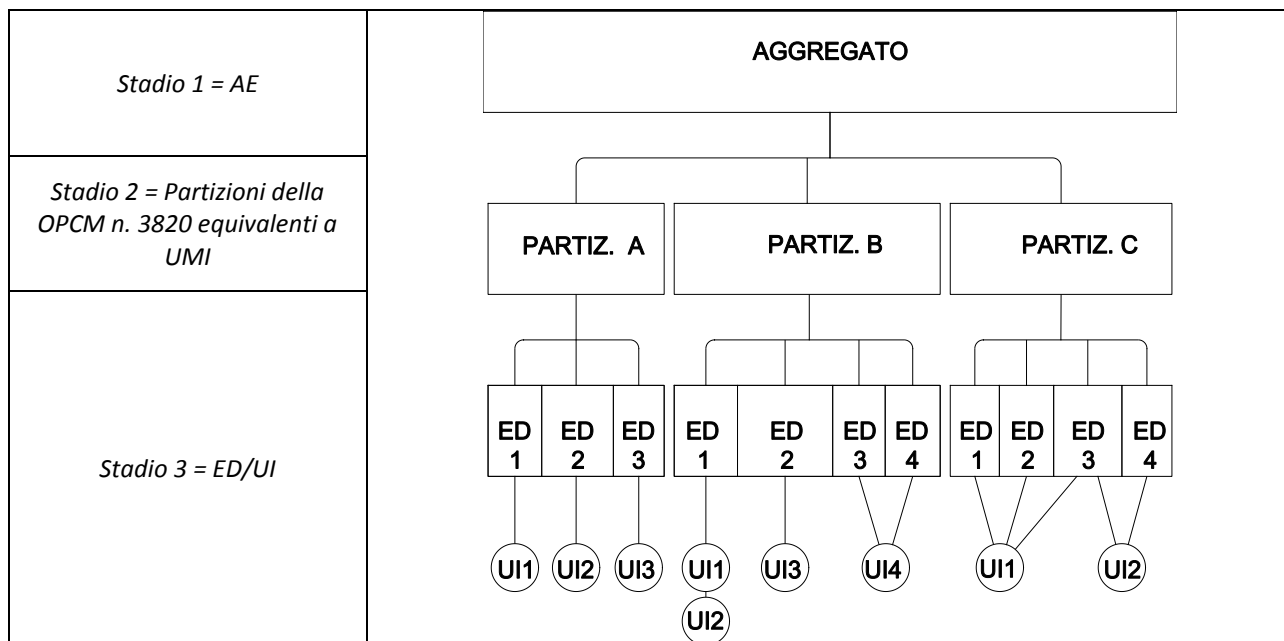 Stadio 1 = AE
AGGREGATO
Stadio 2 = Partizioni della
OPCM n. 3820 equivalenti a
UMI
PARTIZ. A PARTIZ. B PARTIZ. C
Stadio 3 = ED/UI
ED ED ED ED ED ED ED ED ED ED ED
1 2 3 1 2 3 4 1 2 3 4
UI1 UI2 UI3 UI1 UI3 UI4 UI1 UI2
UI2